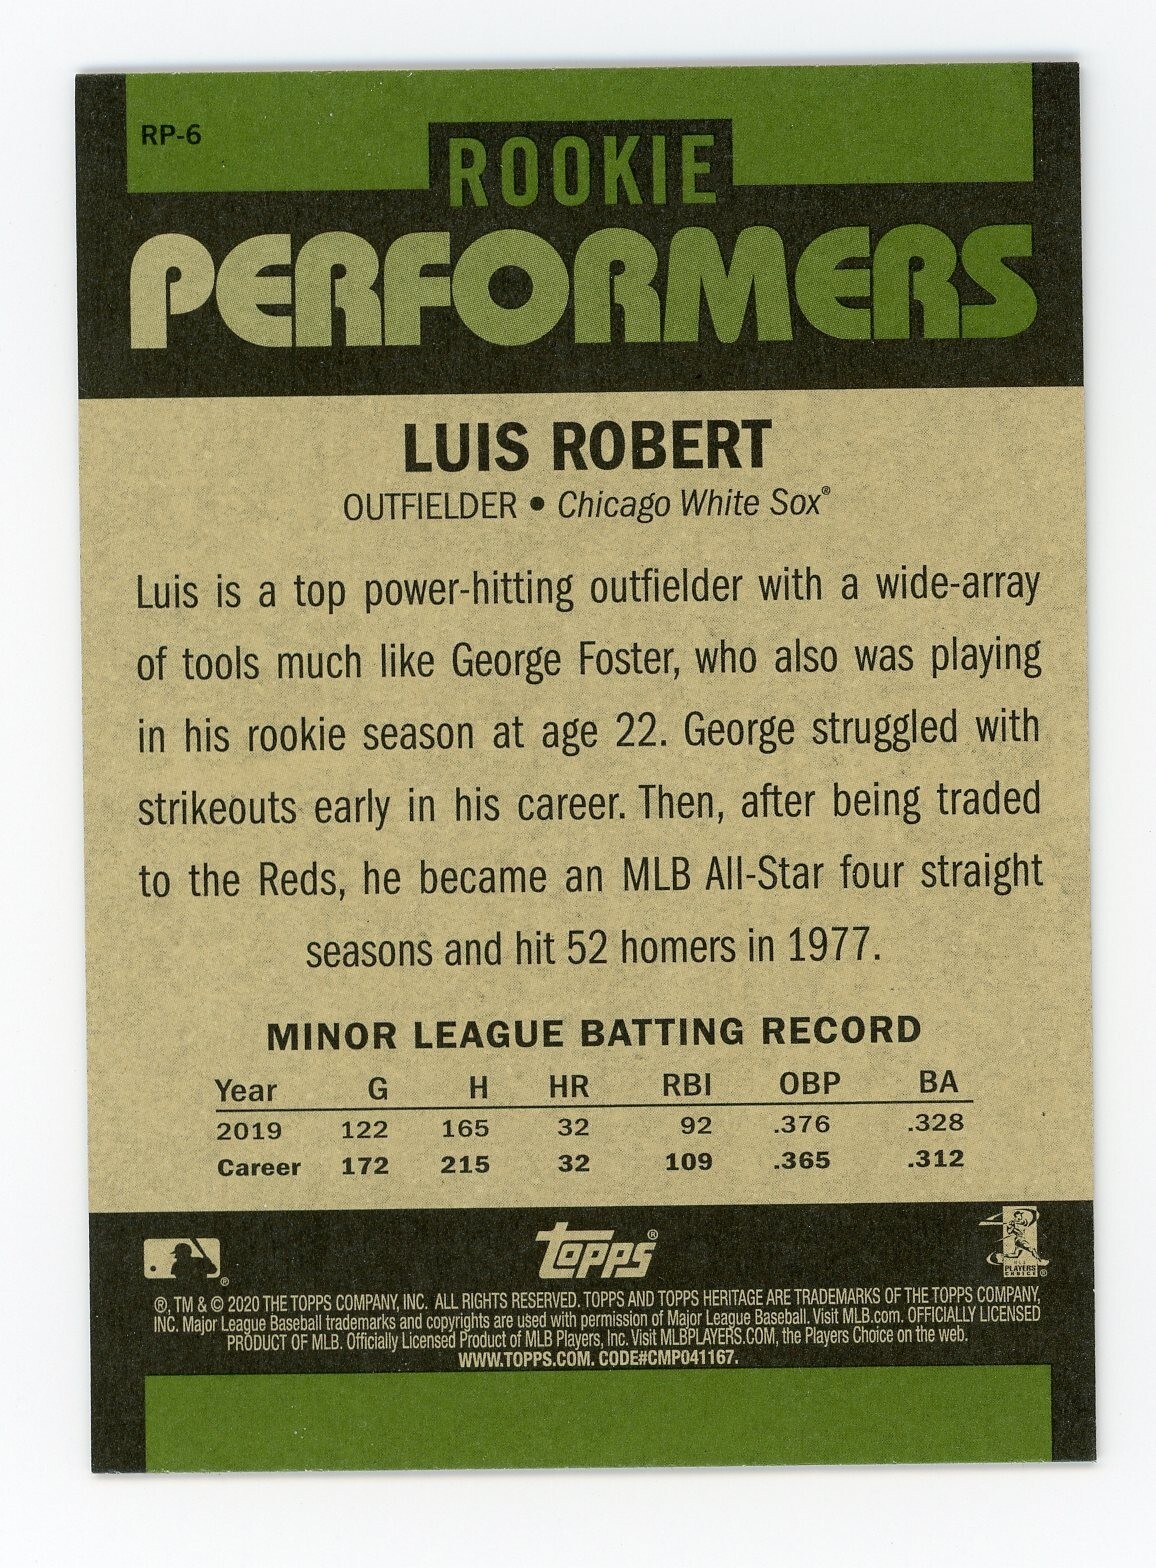 RP-6
ROOKIE
PERFORMERS
LUIS ROBERT
OUTFIELDER • Chicago White Sox®
Luis is a top power-hitting outfielder with a wide-array
of tools much like George Foster, who also was playing
in his rookie season at age 22. George struggled with
strikeouts early in his career. Then, after being traded
to the Reds, he became an MLB All-Star four straight
seasons and hit 52 homers in 1977.
MINOR LEAGUE BATTING RECORD
Year G H HR RBI OBP BA
2019 122 165 32 92 .376 .328
Career 172 215 32 109 .365 .312
®
topps®
PLAYERS
CHOICE ®
®, TM & © 2020 THE TOPPS COMPANY, INC. ALL RIGHTS RESERVED. TOPPS AND TOPPS HERITAGE ARE TRADEMARKS OF THE TOPPS COMPANY,
INC. Major League Baseball trademarks and copyrights are used with permission of Major League Baseball. Visit MLB.com. OFFICIALLY LICENSED
PRODUCT OF MLB. Officially Licensed Product of MLB Players, Inc. Visit MLBPLAYERS.COM, the Players Choice on the web.
WWW.TOPPS.COM. CODE#CMP041167.